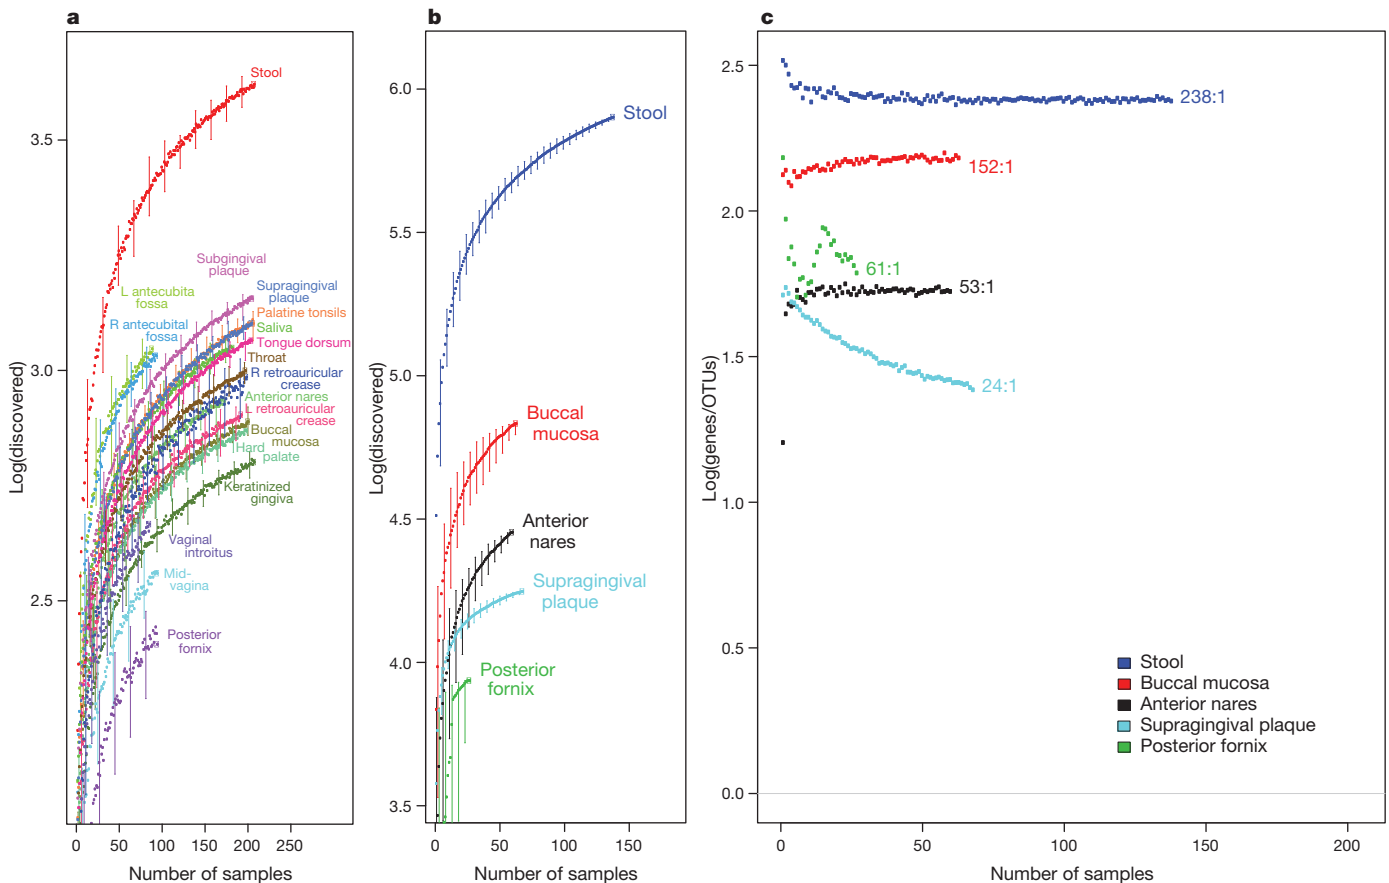 a
Log(discovered)
3.5
3.0
2.5
Stool
Subgingival
plaque
L antecubita
fossa
Supragingival
plaque
R antecubital
fossa
Palatine tonsils
Saliva
Tongue dorsum
Throat
R retroauricular
crease
Anterior nares
L retroauricular
crease
Buccal
mucosa
Hard
palate
Keratinized
gingiva
Vaginal
introitus
Mid-
vagina
Posterior
fornix
0 50 100 150 200 250
Number of samples
b
Log(discovered)
6.0
5.5
5.0
4.5
4.0
3.5
Stool
Buccal
mucosa
Anterior
nares
Supragingival
plaque
Posterior
fornix
0 50 100 150
Number of samples
c
Log(genes/OTUs)
2.5
2.0
1.5
1.0
0.5
0.0
238:1
152:1
61:1
53:1
24:1
Stool
Buccal mucosa
Anterior nares
Supragingival plaque
Posterior fornix
0 50 100 150 200
Number of samples